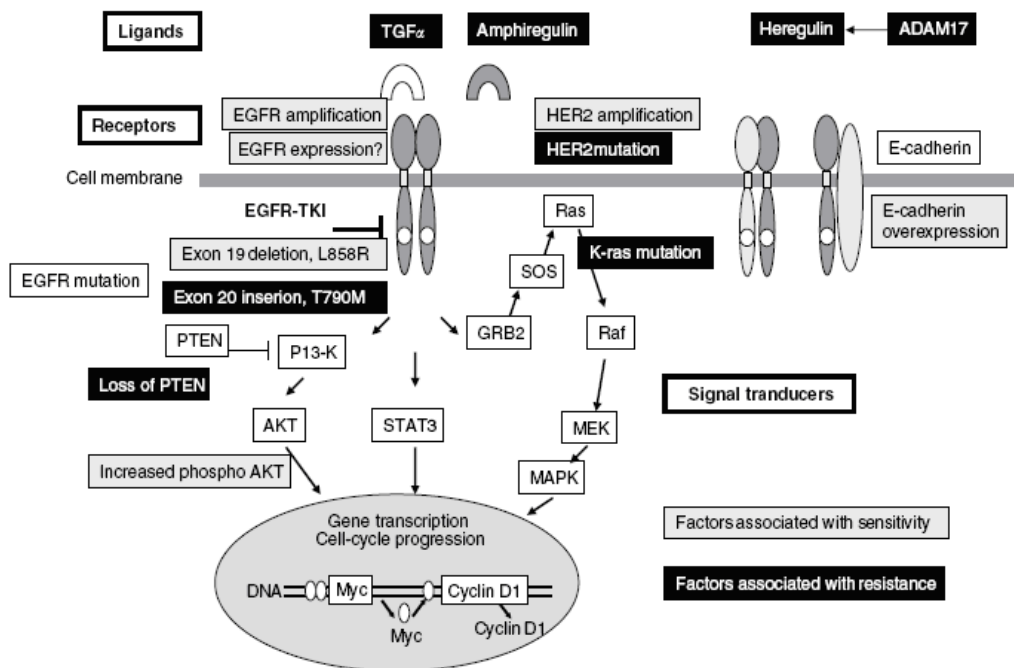 Ligands
TGFα
Amphiregulin
Heregulin
ADAM17
EGFR amplification
HER2 amplification
Receptors
EGFR expression?
HER2mutation
E-cadherin
Cell membrane
EGFR-TKI
Ras
E-cadherin
overexpression
Exon 19 deletion, L858R
K-ras mutation
EGFR mutation
SOS
Exon 20 inserion, T790M
PTEN
P13-K
GRB2
Raf
Loss of PTEN
Signal tranducers
AKT
STAT3
MEK
Increased phospho AKT
MAPK
Gene transcription
Cell-cycle progression
Factors associated with sensitivity
DNA
Myc
Cyclin D1
Factors associated with resistance
Myc
Cyclin D1